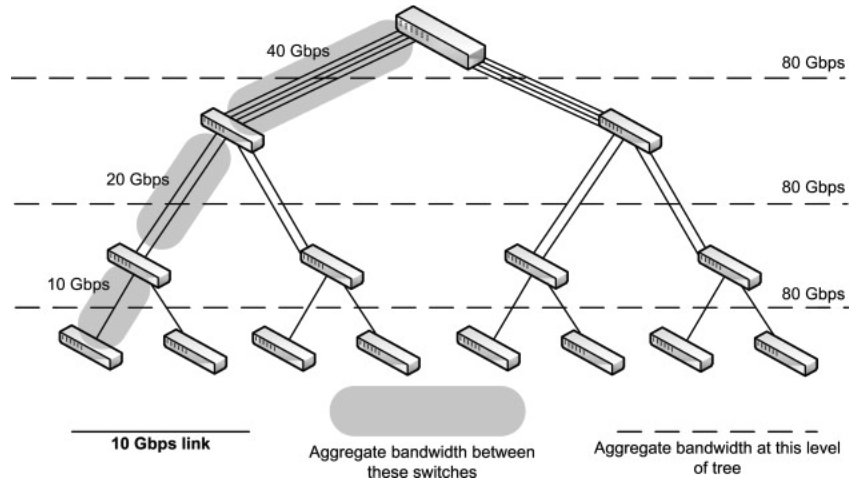 40 Gbps
80 Gbps
20 Gbps
80 Gbps
10 Gbps
80 Gbps
10 Gbps link
Aggregate bandwidth between
these switches
Aggregate bandwidth at this level
of tree